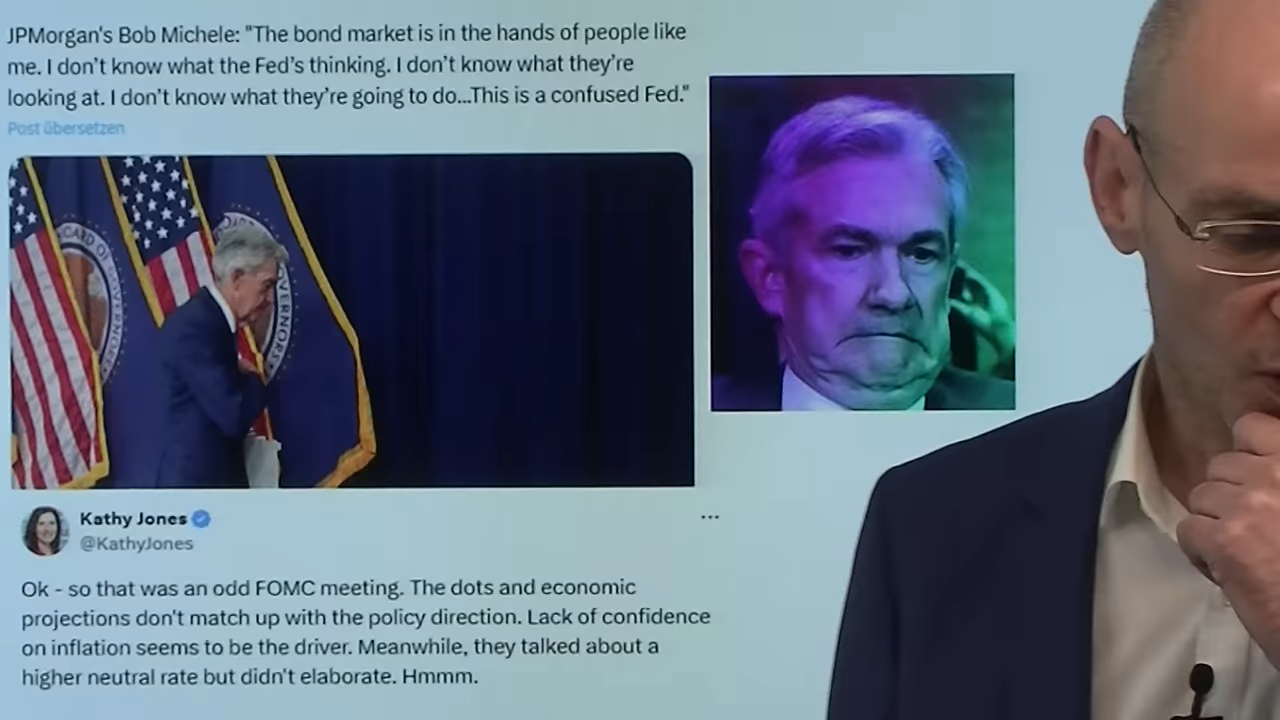 JPMorgan's Bob Michele: "The bond market is in the hands of people like
me. I don't know what the Fed's thinking. I don't know what they're
looking at. I don't know what they're going to do...This is a confused Fed."
Post übersetzen
GOVERNORS
Kathy Jones
@KathyJones
...
Ok - so that was an odd FOMC meeting. The dots and economic
projections don't match up with the policy direction. Lack of confidence
on inflation seems to be the driver. Meanwhile, they talked about a
higher neutral rate but didn't elaborate. Hmmm.